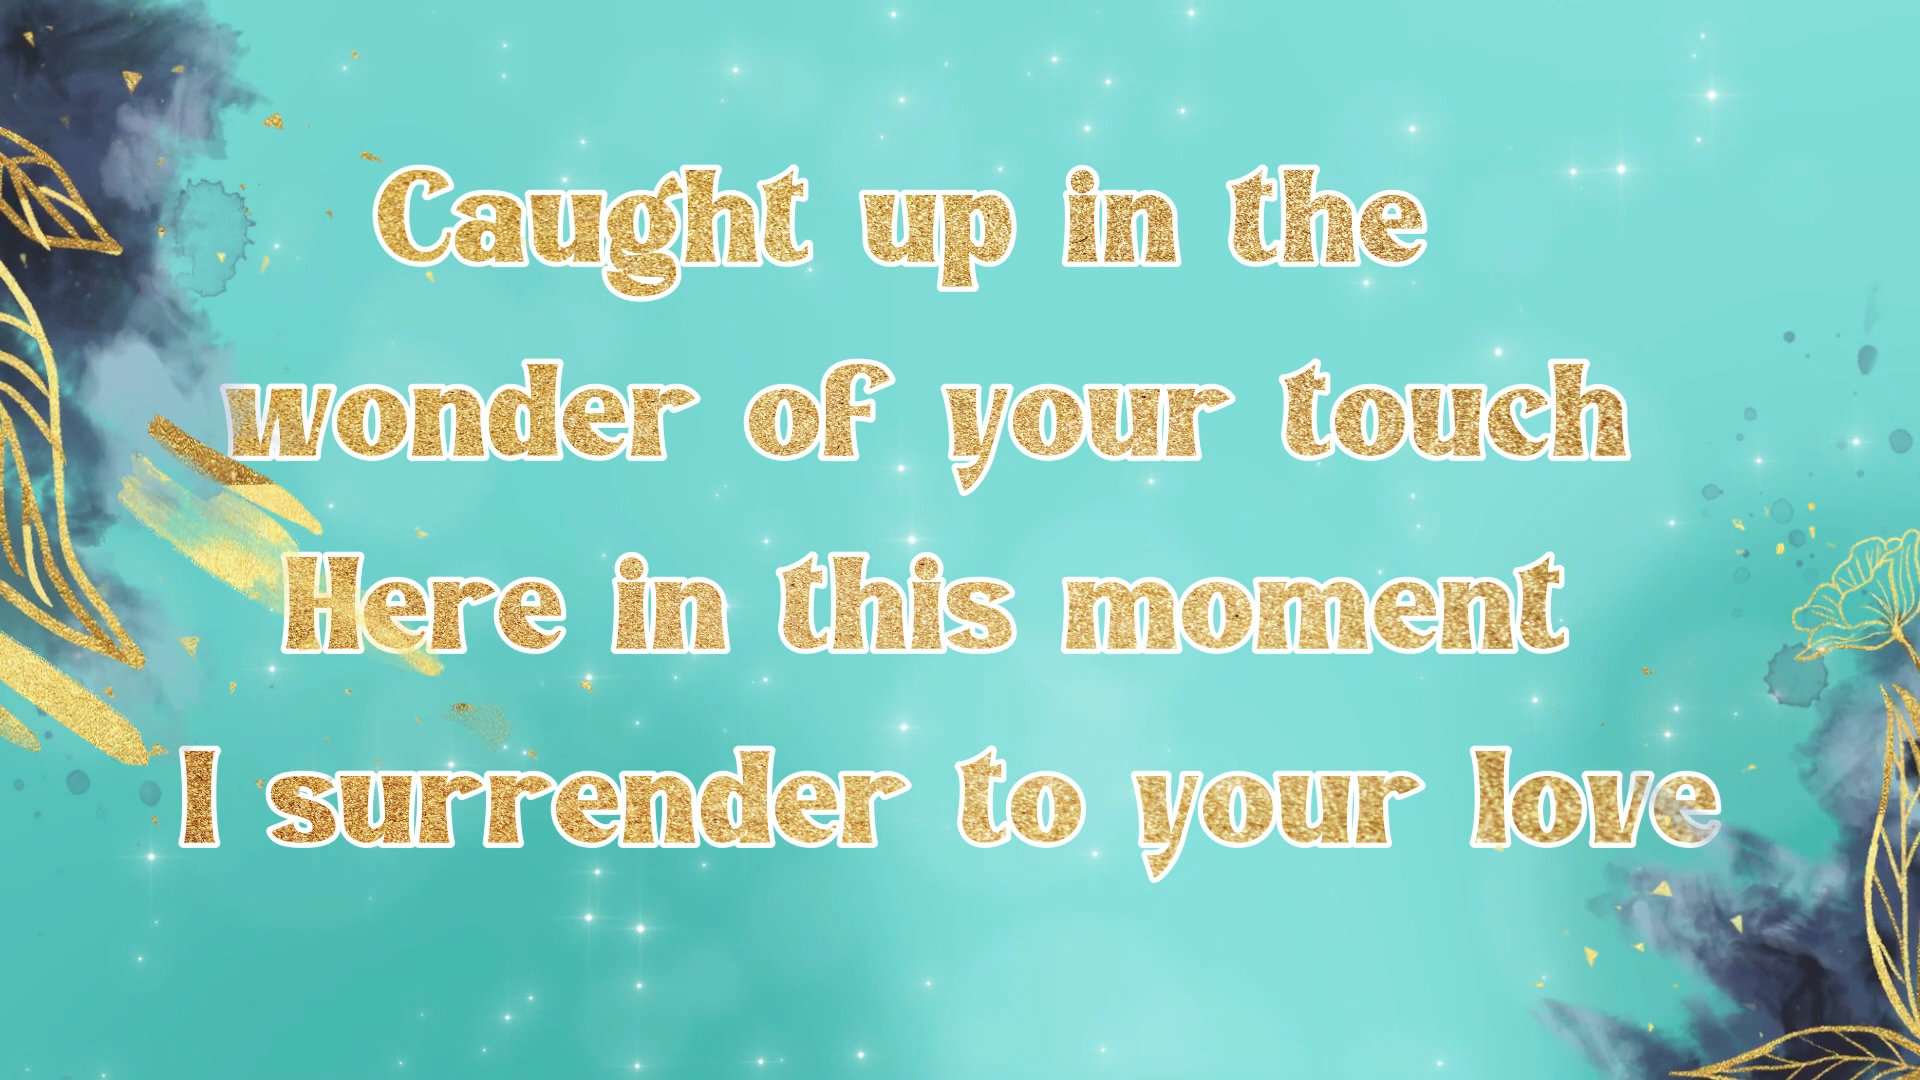 Caught up in the
wonder of your touch
Here in this moment
I surrender to your love